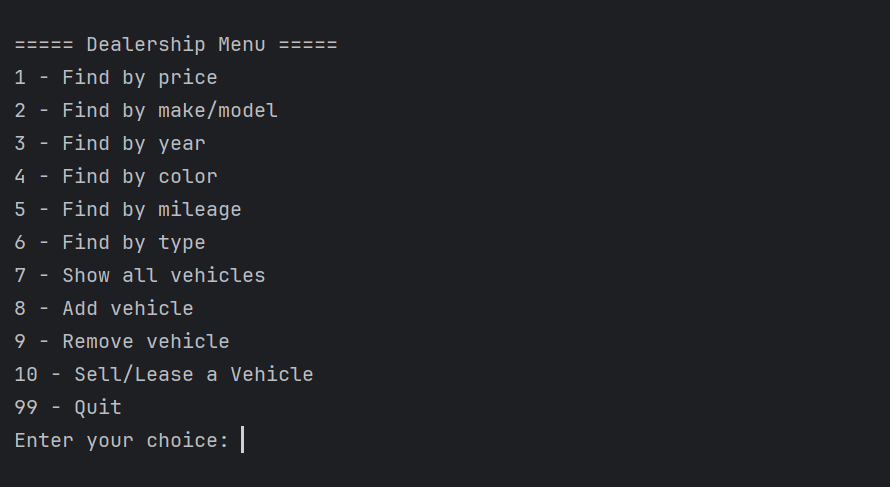 ===== Dealership Menu =====
1 - Find by price
2 - Find by make/model
3 - Find by year
4 - Find by color
5 - Find by mileage
6 - Find by type
7 - Show all vehicles
8 - Add vehicle
9 - Remove vehicle
10 - Sell/Lease a Vehicle
99 - Quit
Enter your choice: